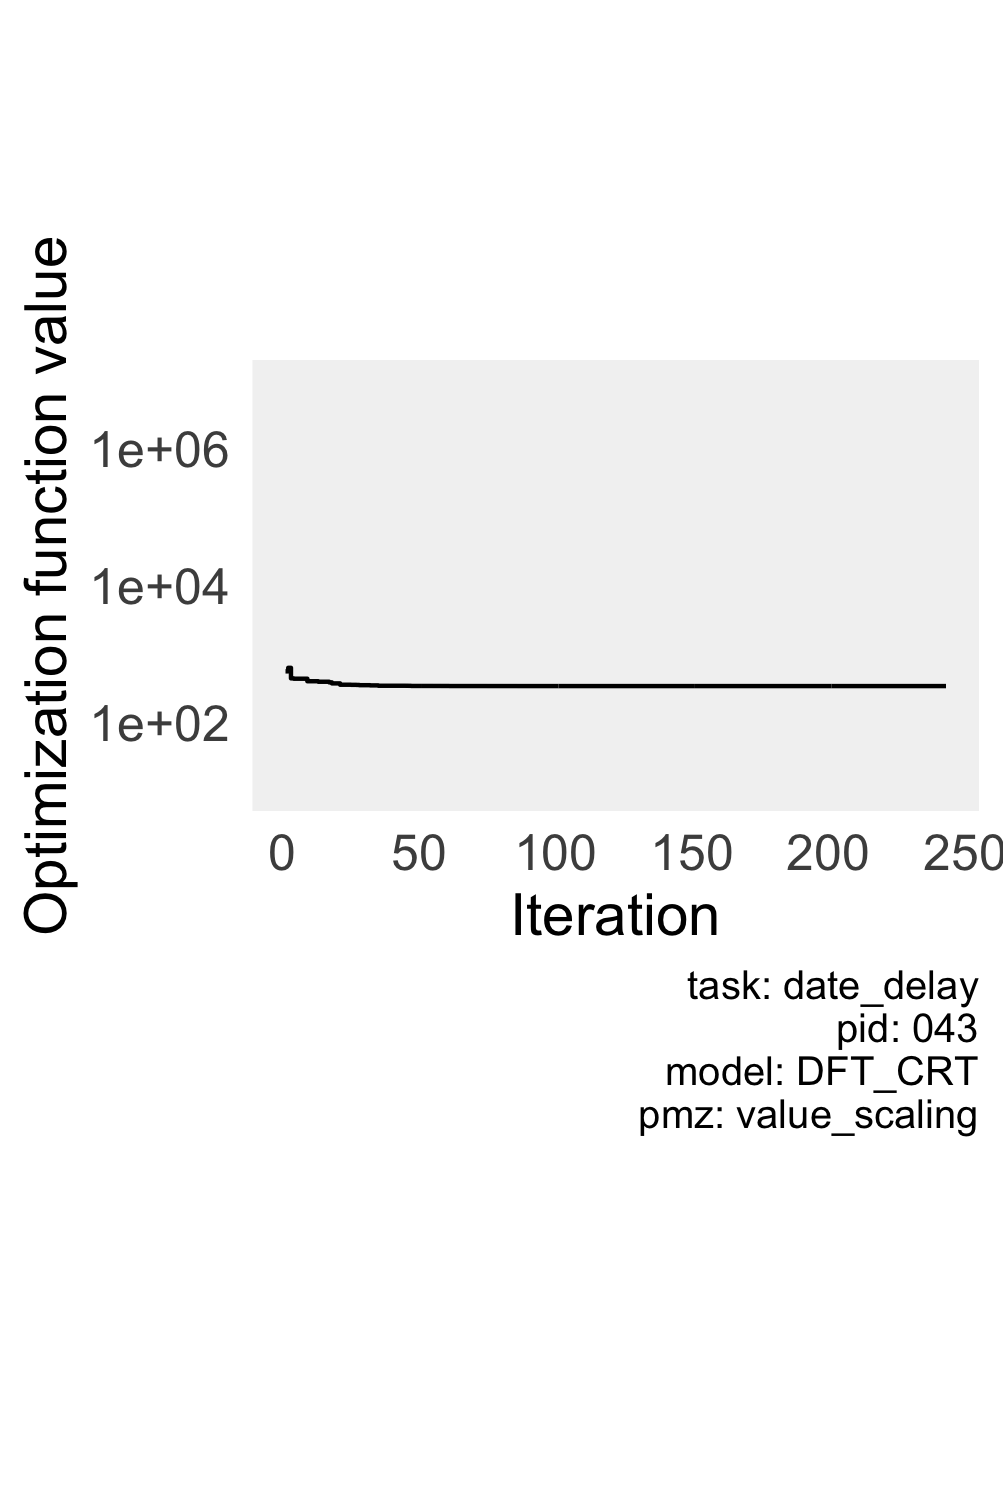 Optimization function value
1e+06
1e+04
1e+02
0 50 100 150 200 250
Iteration
task: date_delay
pid: 043
model: DFT_CRT
pmz: value_scaling